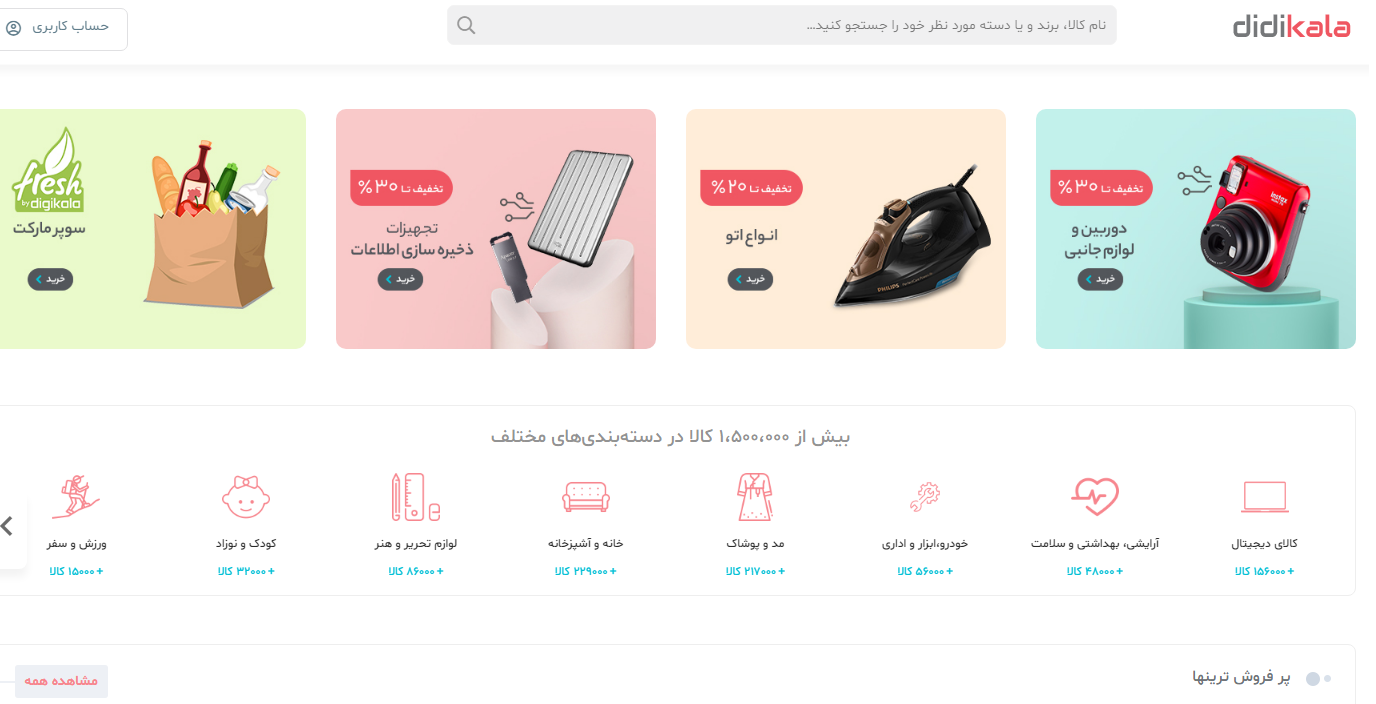 didikala
نام کالا، برند و یا دسته مورد نظر خود را جستجو کنید…
حساب کاربری
تخفیف تا ۳۰%
دوربین و
لوازم جانبی
خرید
instax
تخفیف تا ۲۰%
انـواع اتو
خرید
PHILIPS
تخفیف تا ۳۰%
تجهیزات
ذخیره سازی اطلاعات
خرید
fresh
by digikala
سوپر مارکت
خرید
بیش از ۱،۵۰۰،۰۰۰ کالا در دسته‌بندی‌های مختلف
کالای دیجیتال
+ ۱۵۶۰۰۰ کالا
آرایشی، بهداشتی و سلامت
+ ۴۸۰۰۰ کالا
خودرو،ابزار و اداری
+ ۵۶۰۰۰ کالا
مد و پوشاک
+ ۲۱۷۰۰۰ کالا
خانه و آشپزخانه
+ ۲۲۹۰۰۰ کالا
لوازم تحریر و هنر
+ ۸۶۰۰۰ کالا
کودک و نوزاد
+ ۳۲۰۰۰ کالا
ورزش و سفر
+ ۱۵۰۰۰ کالا
پر فروش ترینها
مشاهده همه